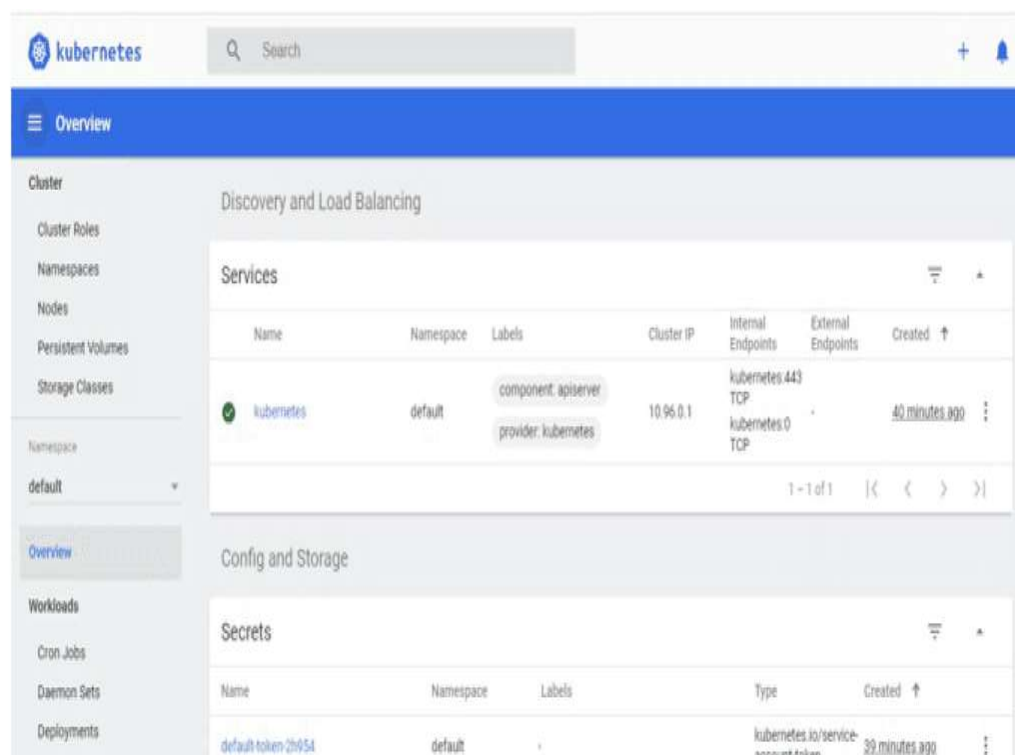 kubernetes
Search
Overview
Cluster
Cluster Roles
Namespaces
Nodes
Persistent Volumes
Storage Classes
Namespace
default
Overview
Workloads
Cron Jobs
Daemon Sets
Deployments
Discovery and Load Balancing
Services
Name Namespace Labels Cluster IP Internal Endpoints External Endpoints Created
kubernetes default component: apiserver provider: kubernetes 10.96.0.1 kubernetes:443 TCP kubernetes:0 TCP - 40 minutes ago
1 – 1 of 1
Config and Storage
Secrets
Name Namespace Labels Type Created
default-token-2h954 default - kubernetes.io/service-account-token 39 minutes ago